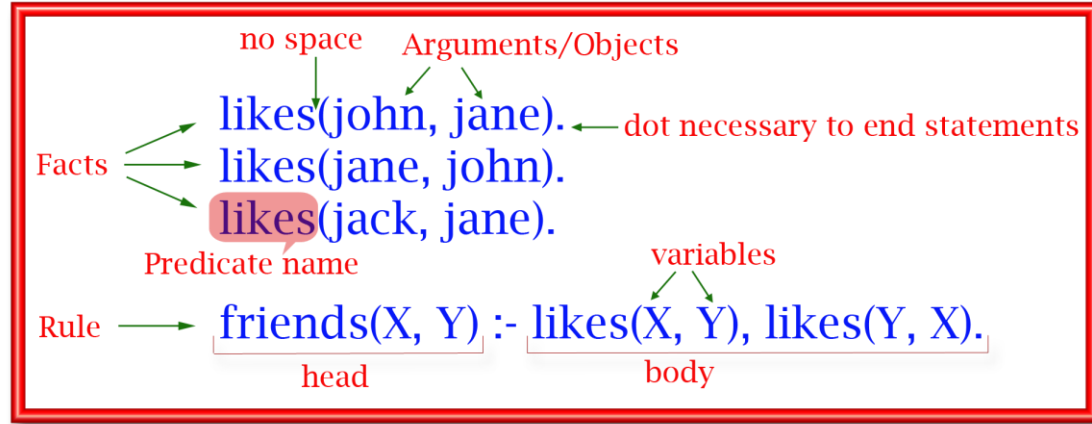 no space Arguments/Objects
likes(john, jane). dot necessary to end statements
Facts likes(jane, john).
likes(jack, jane).
Predicate name variables
Rule friends(X, Y) :- likes(X, Y), likes(Y, X).
head body